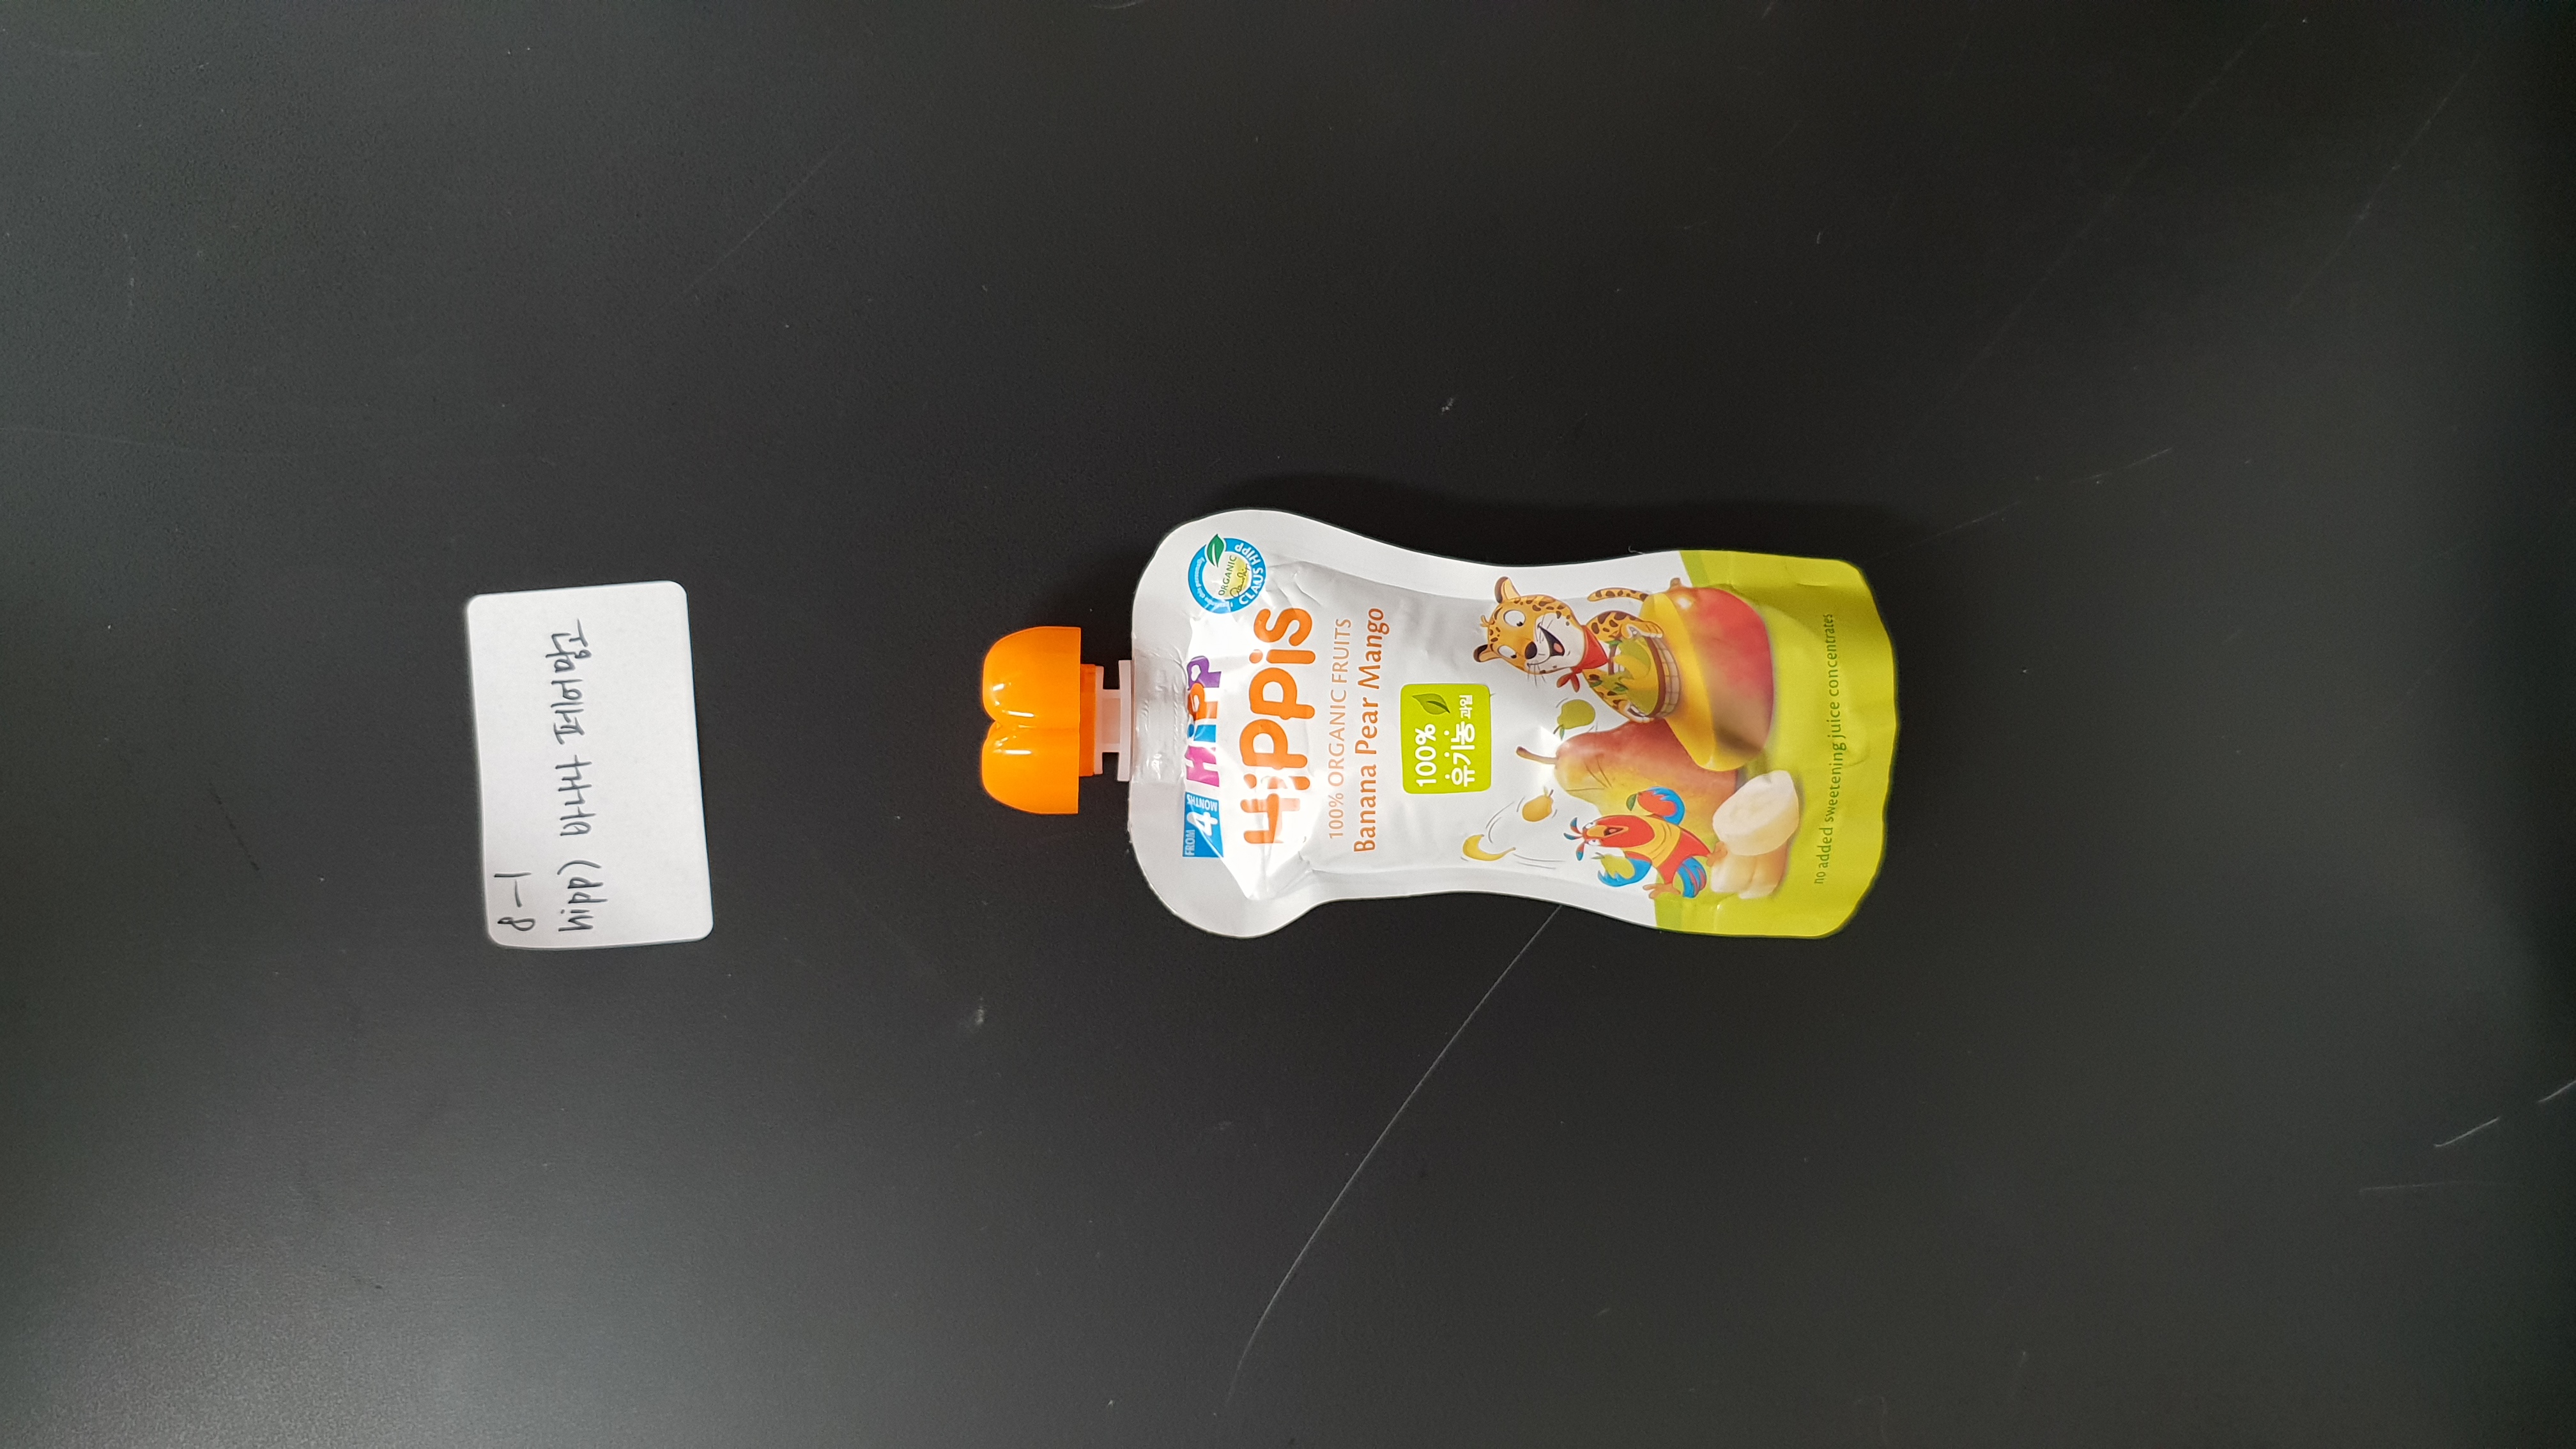 8-1
hipp) 바나나 페어망고
FROM 4 MONTHS
HiPP
ORGANIC
CLAUS HIPP
HiPPiS
100% ORGANIC FRUITS
Banana Pear Mango
100%
유기농 과일
no added sweetening juice concentrates